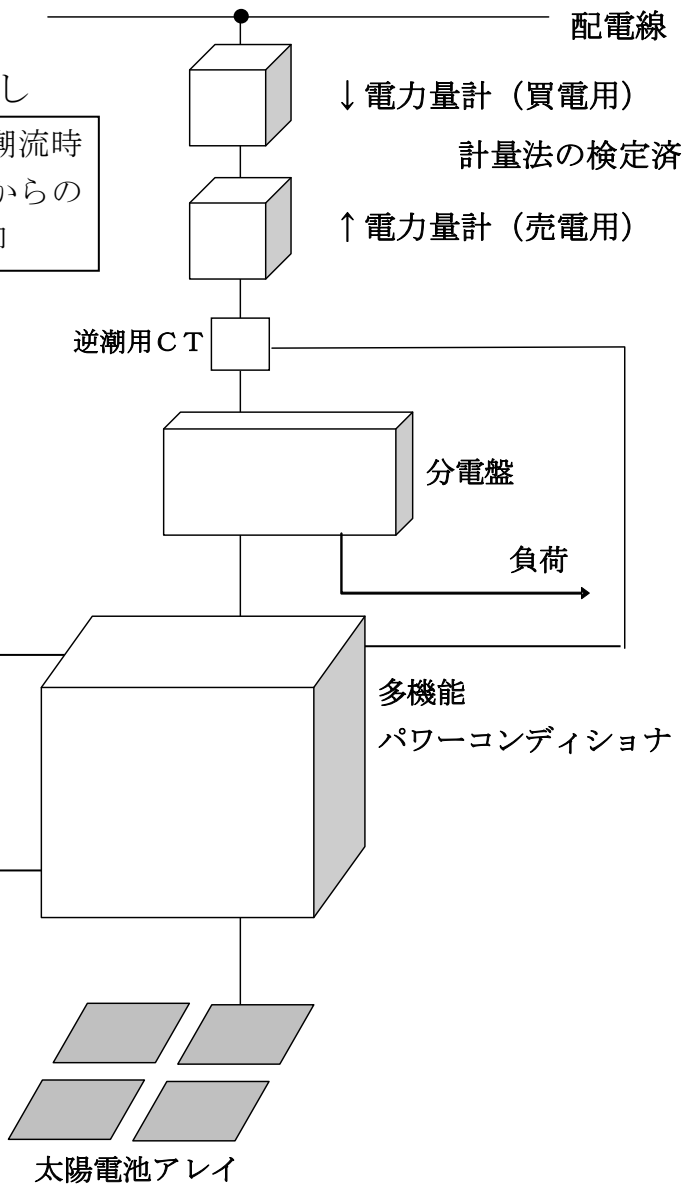 配電線
し
↓電力量計（買電用）
潮流時
計量法の検定済
からの
↑電力量計（売電用）
逆潮用ＣＴ
分電盤
負荷
多機能
パワーコンディショナ
太陽電池アレイ